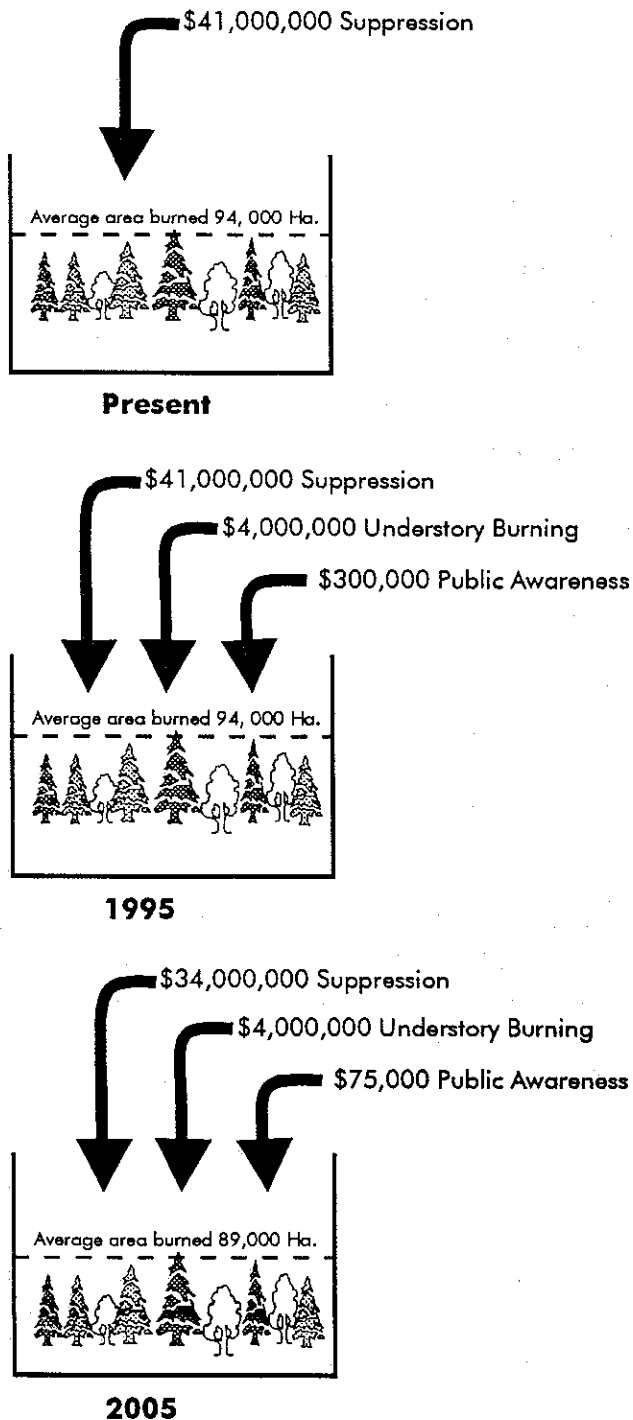 $41,000,000 Suppression
Average area burned 94, 000 Ha.
Present
$41,000,000 Suppression
$4,000,000 Understory Burning
$300,000 Public Awareness
Average area burned 94, 000 Ha.
1995
$34,000,000 Suppression
$4,000,000 Understory Burning
$75,000 Public Awareness
Average area burned 89,000 Ha.
2005